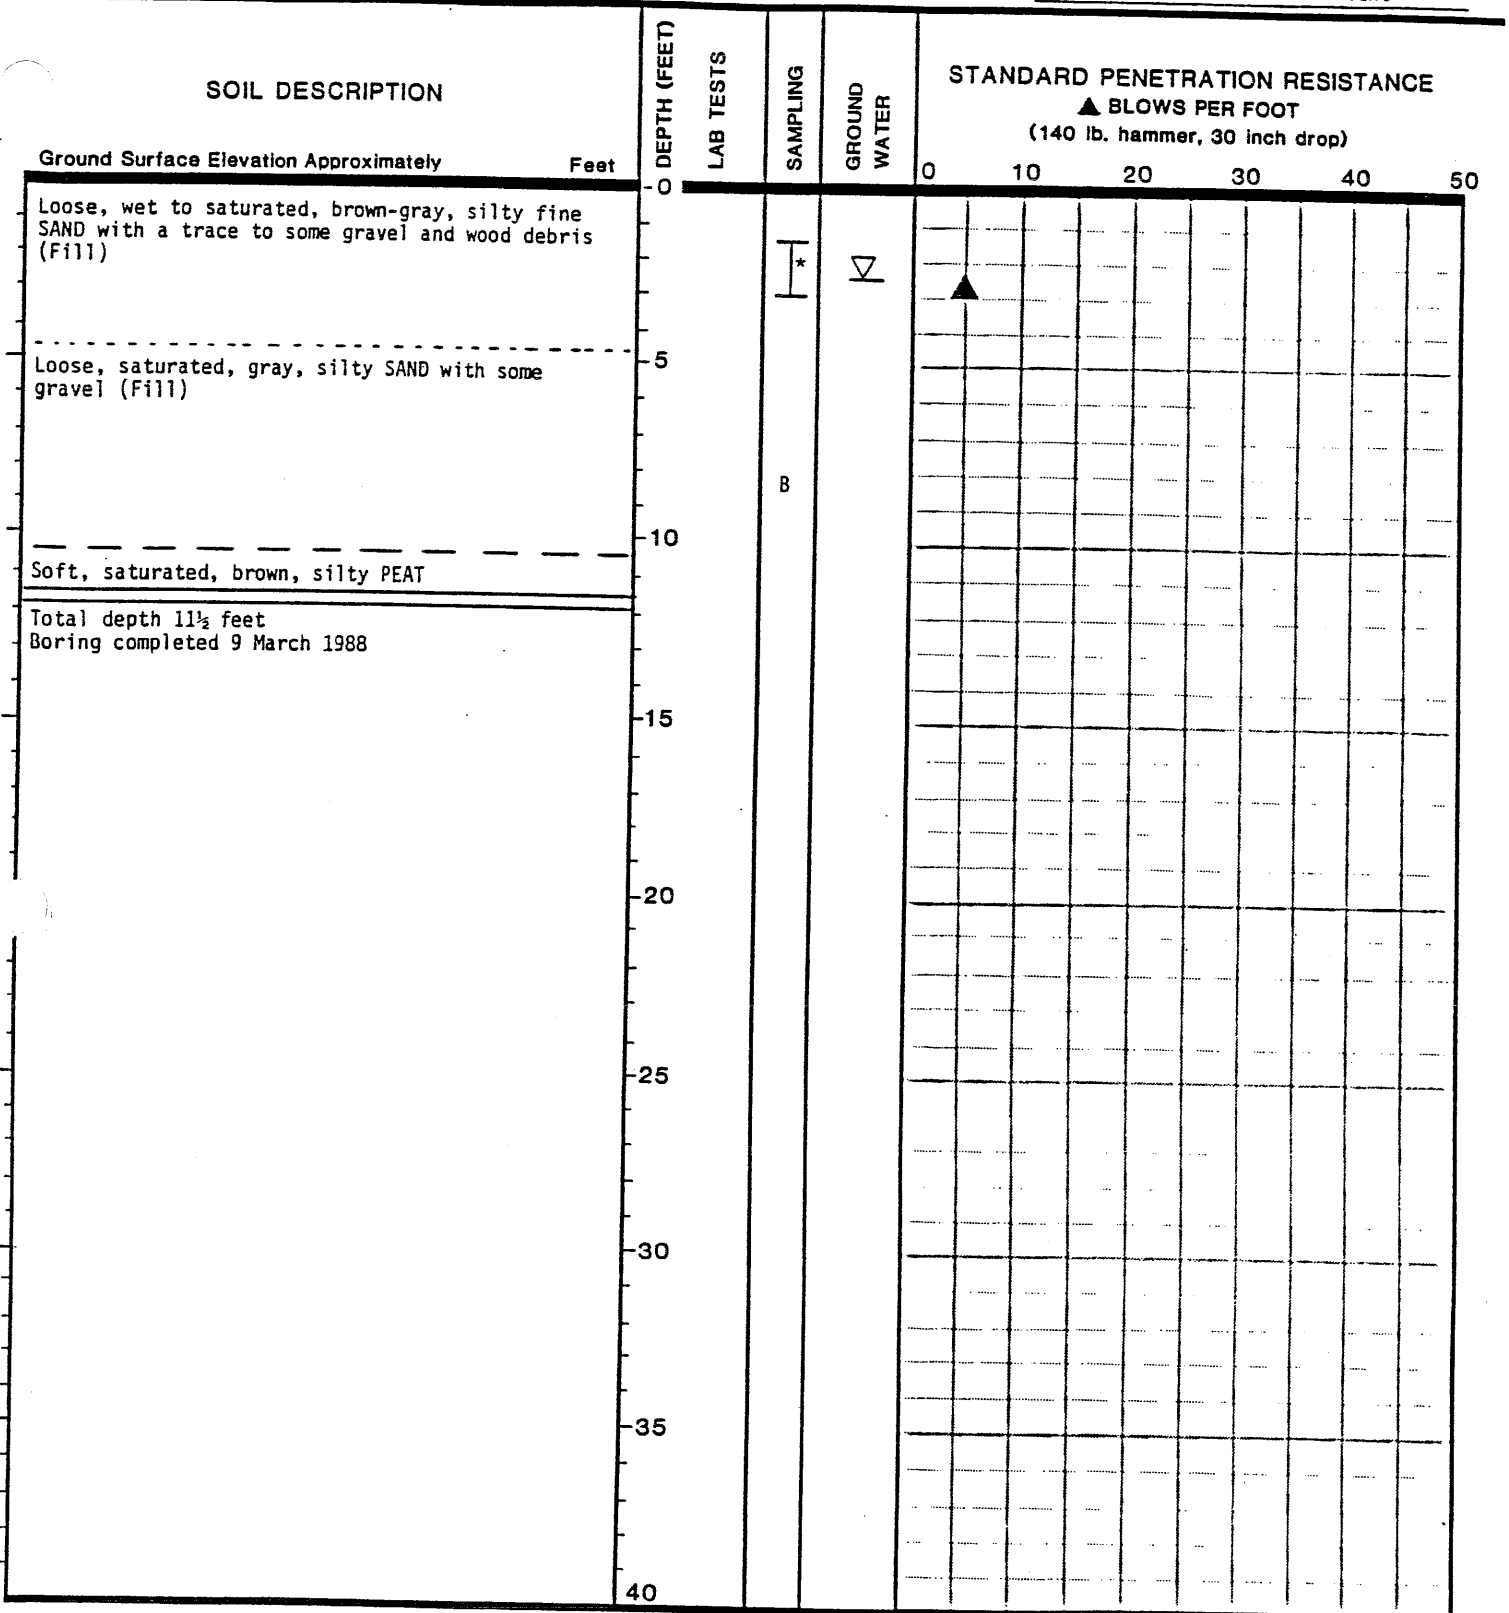 SOIL DESCRIPTION
Ground Surface Elevation Approximately Feet
DEPTH (FEET)
LAB TESTS
SAMPLING
GROUND
WATER
STANDARD PENETRATION RESISTANCE
▲ BLOWS PER FOOT
(140 lb. hammer, 30 inch drop)
0 10 20 30 40 50
0
Loose, wet to saturated, brown-gray, silty fine
SAND with a trace to some gravel and wood debris
(Fill)
*
5
Loose, saturated, gray, silty SAND with some
gravel (Fill)
B
10
Soft, saturated, brown, silty PEAT
Total depth 11½ feet
Boring completed 9 March 1988
15
20
25
30
35
40